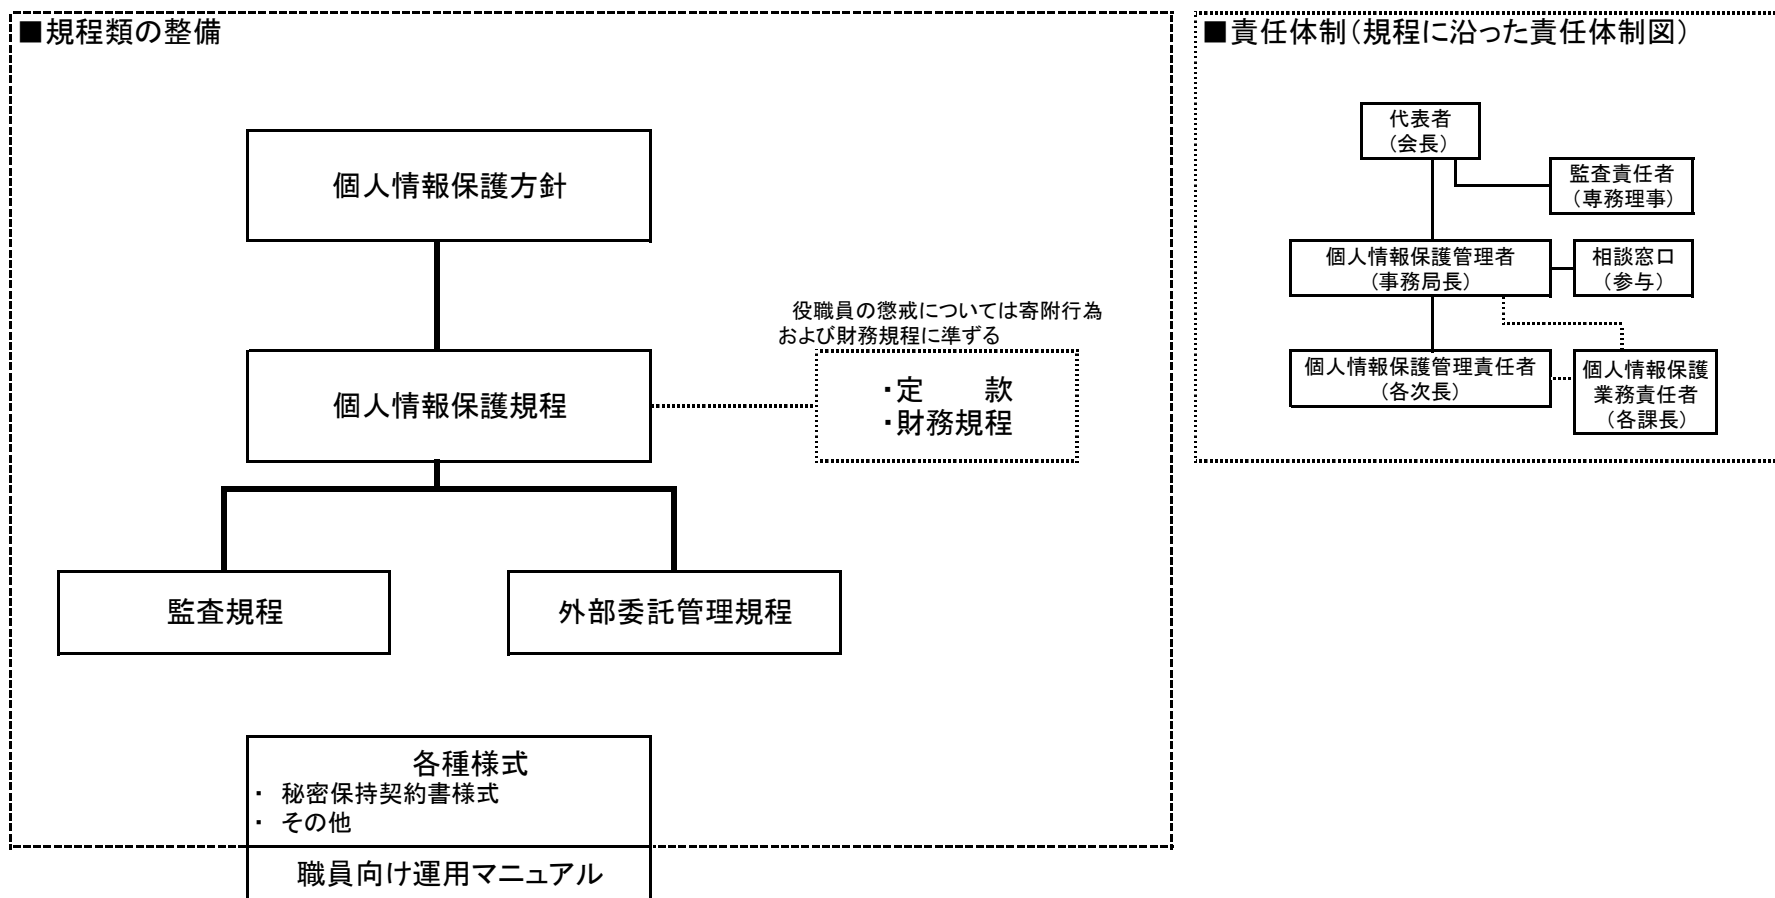 ■規程類の整備
個人情報保護方針
役職員の懲戒については寄附行為
および財務規程に準ずる
個人情報保護規程
・定　　款
・財務規程
監査規程
外部委託管理規程
各種様式
・ 秘密保持契約書様式
・ その他
職員向け運用マニュアル
■責任体制（規程に沿った責任体制図）
代表者
（会長）
監査責任者
（専務理事）
個人情報保護管理者
（事務局長）
相談窓口
（参与）
個人情報保護管理責任者
（各次長）
個人情報保護
業務責任者
（各課長）